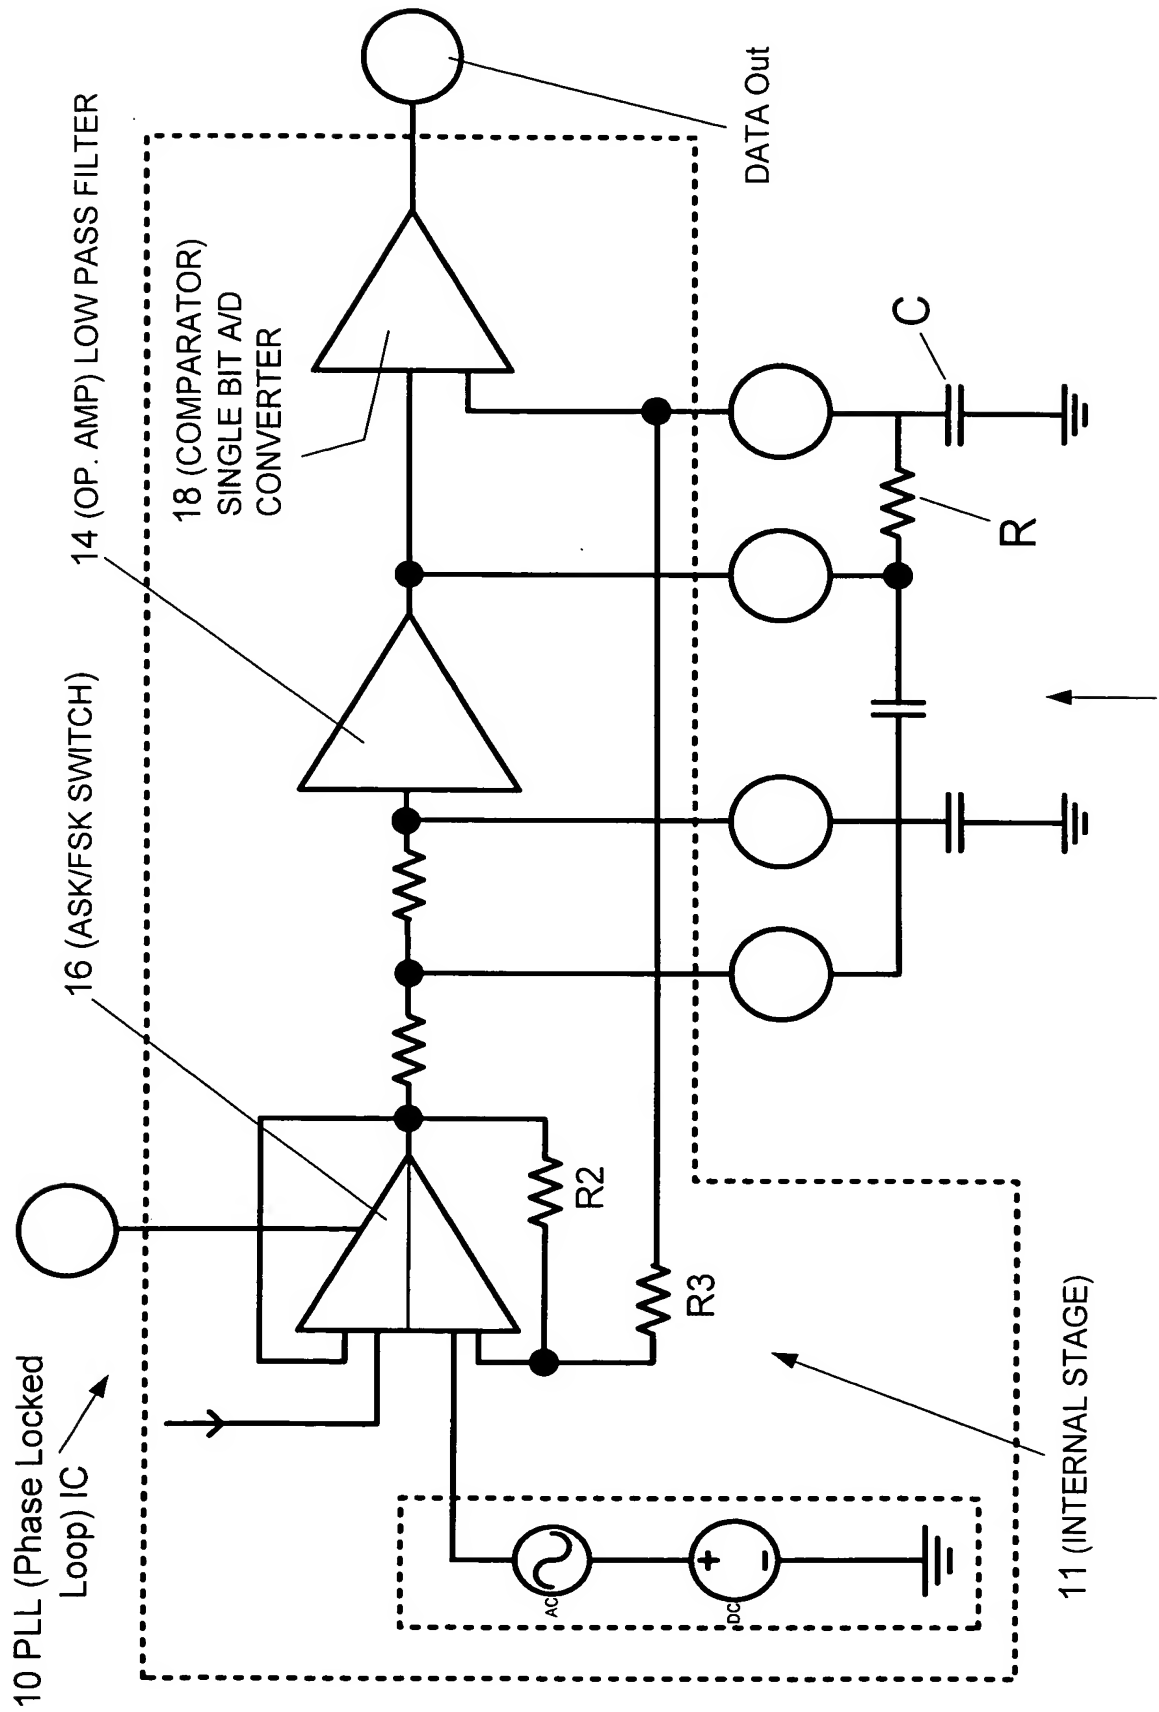 10 PLL (Phase Locked
Loop) IC
16 (ASK/FSK SWITCH)
14 (OP. AMP) LOW PASS FILTER
18 (COMPARATOR)
SINGLE BIT A/D
CONVERTER
DATA Out
R2
R3
C
R
AC
DC
+
−
11 (INTERNAL STAGE)